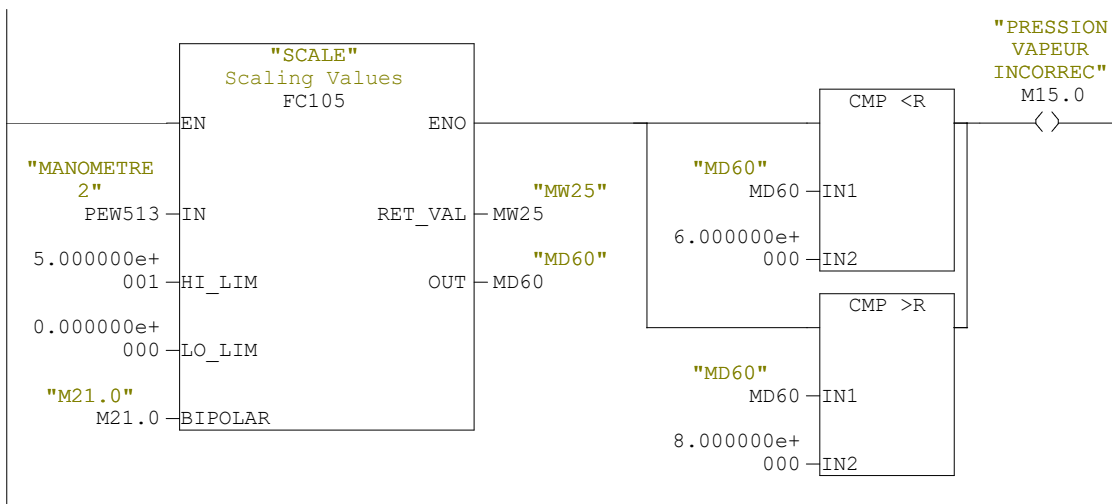 "PRESSION
VAPEUR
INCORREC"
M15.0
"SCALE"
Scaling Values
FC105
EN
ENO
"MANOMETRE
2"
PEW513
IN
RET_VAL
"MW25"
MW25
5.000000e+
001
HI_LIM
OUT
"MD60"
MD60
0.000000e+
000
LO_LIM
"M21.0"
M21.0
BIPOLAR
CMP <R
"MD60"
MD60
IN1
6.000000e+
000
IN2
CMP >R
"MD60"
MD60
IN1
8.000000e+
000
IN2